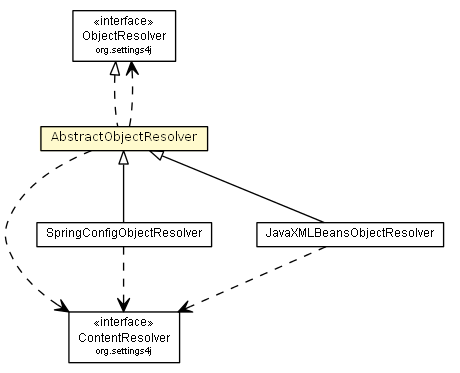 «interface»
ObjectResolver
org.settings4j
AbstractObjectResolver
SpringConfigObjectResolver
JavaXMLBeansObjectResolver
«interface»
ContentResolver
org.settings4j